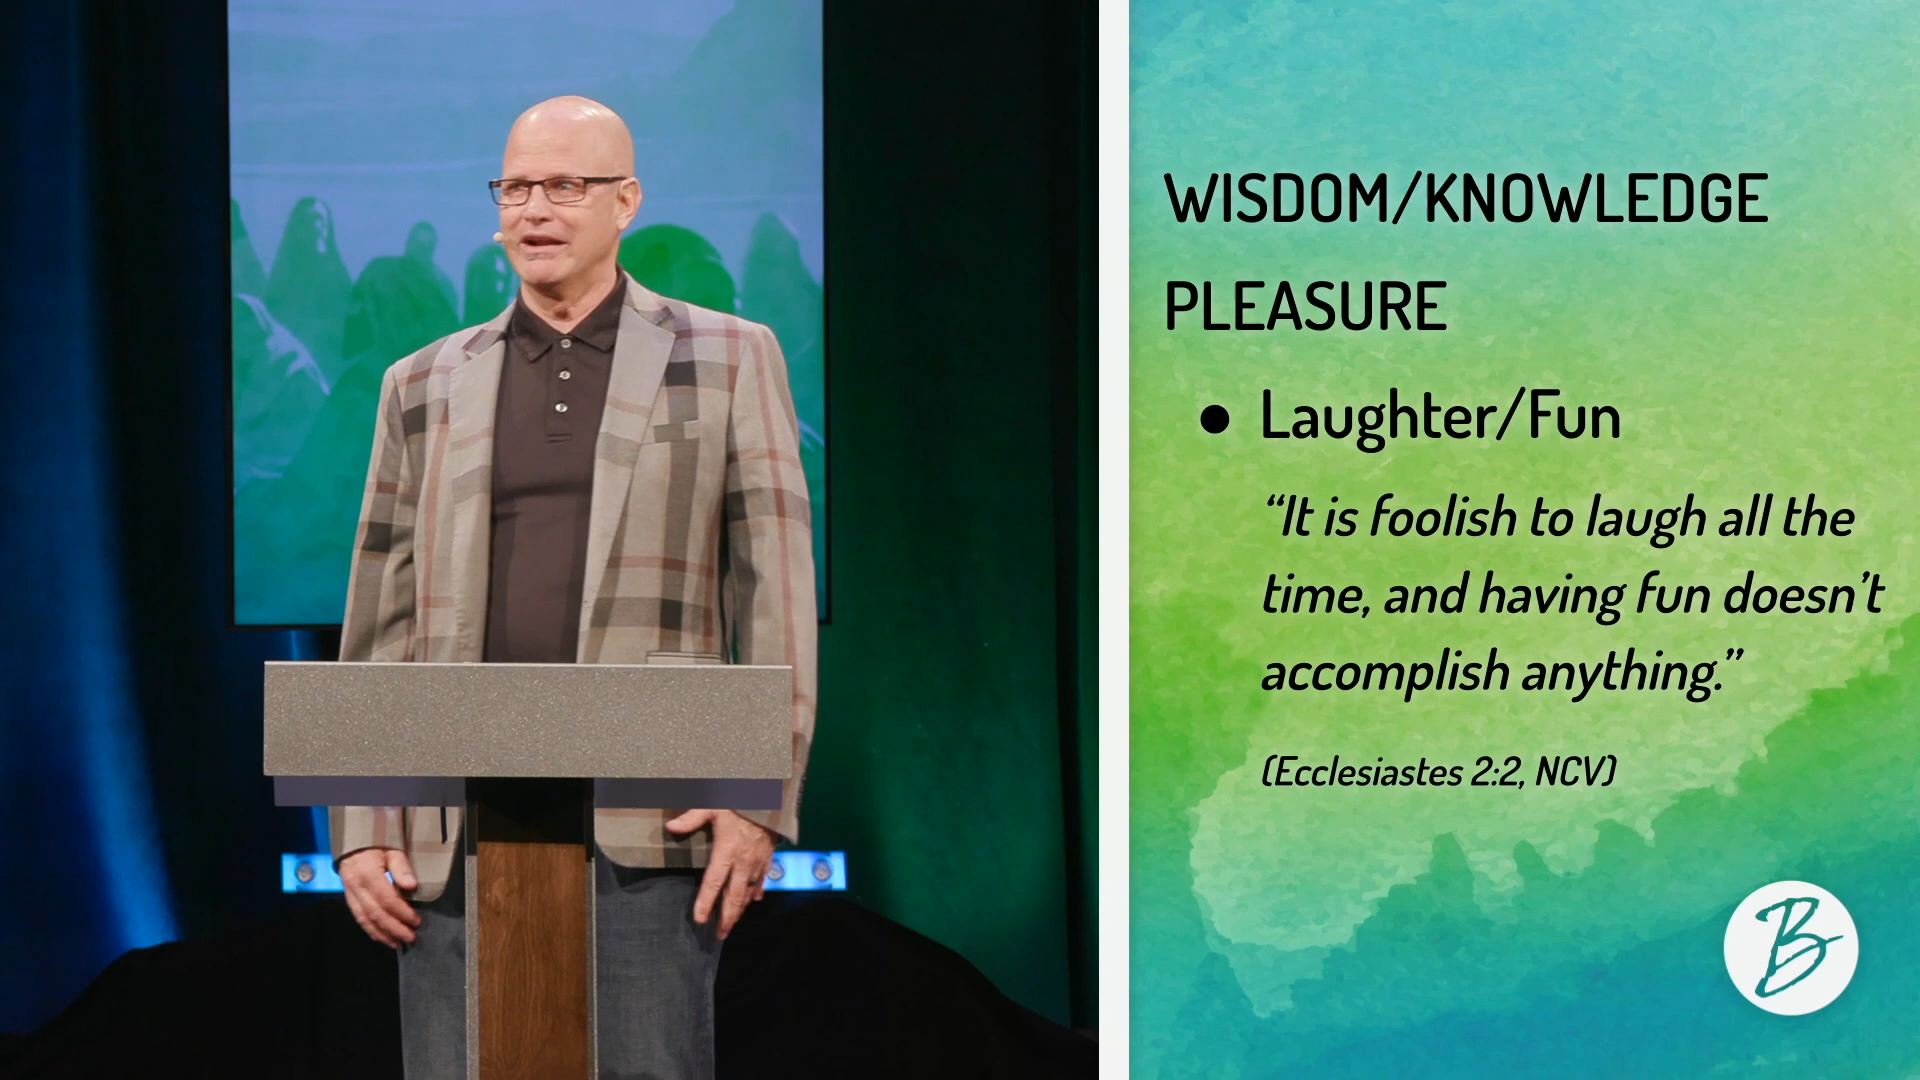 WISDOM/KNOWLEDGE
PLEASURE
● Laughter/Fun
“It is foolish to laugh all the
time, and having fun doesn’t
accomplish anything.”
(Ecclesiastes 2:2, NCV)
B